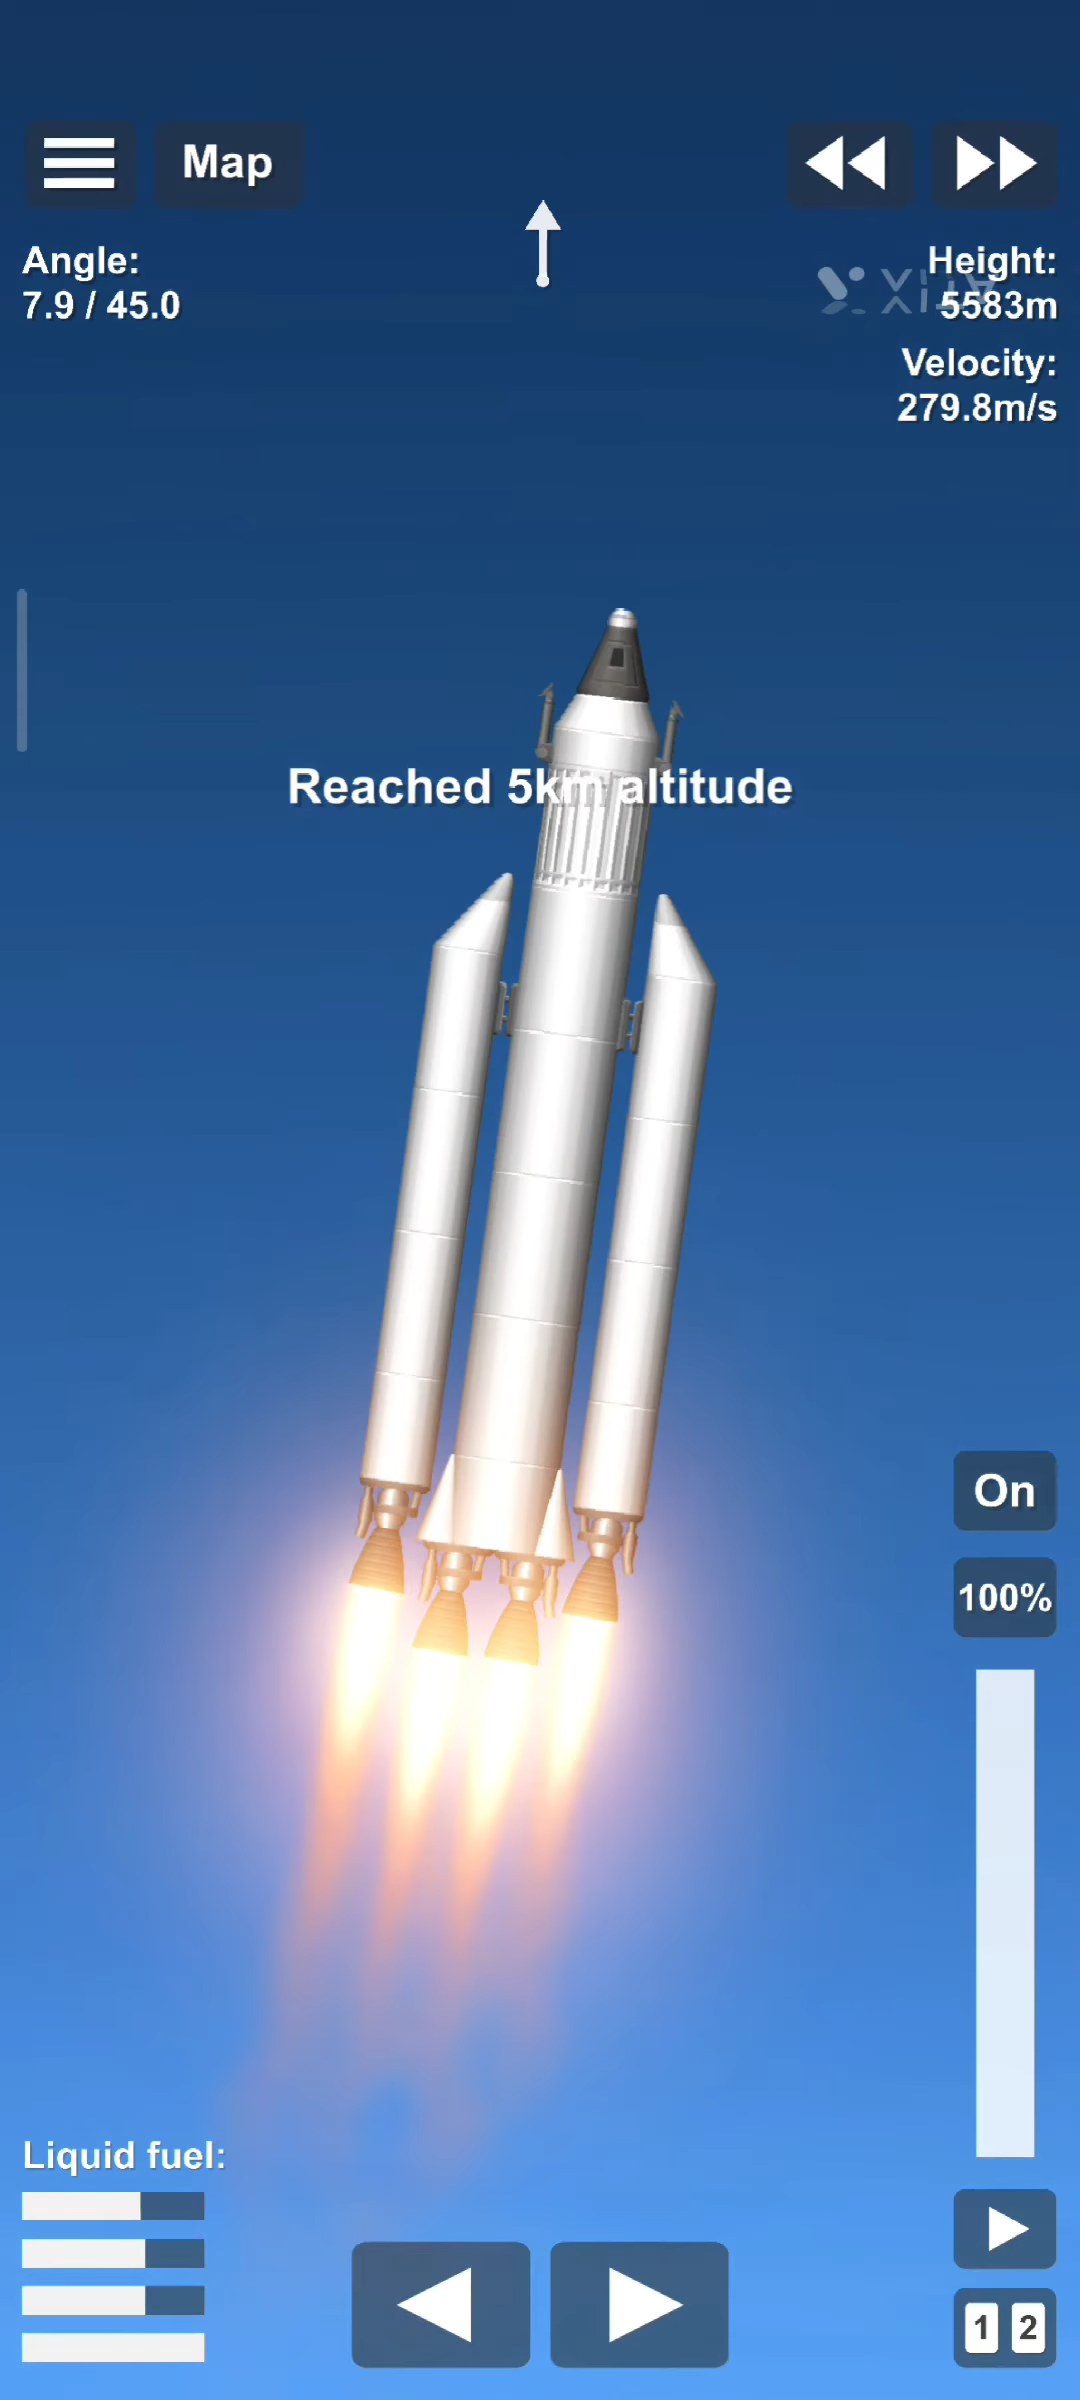 Map
Angle:
7.9 / 45.0
Height:
5583m
Velocity:
279.8m/s
Reached 5km altitude
On
100%
Liquid fuel:
1 2